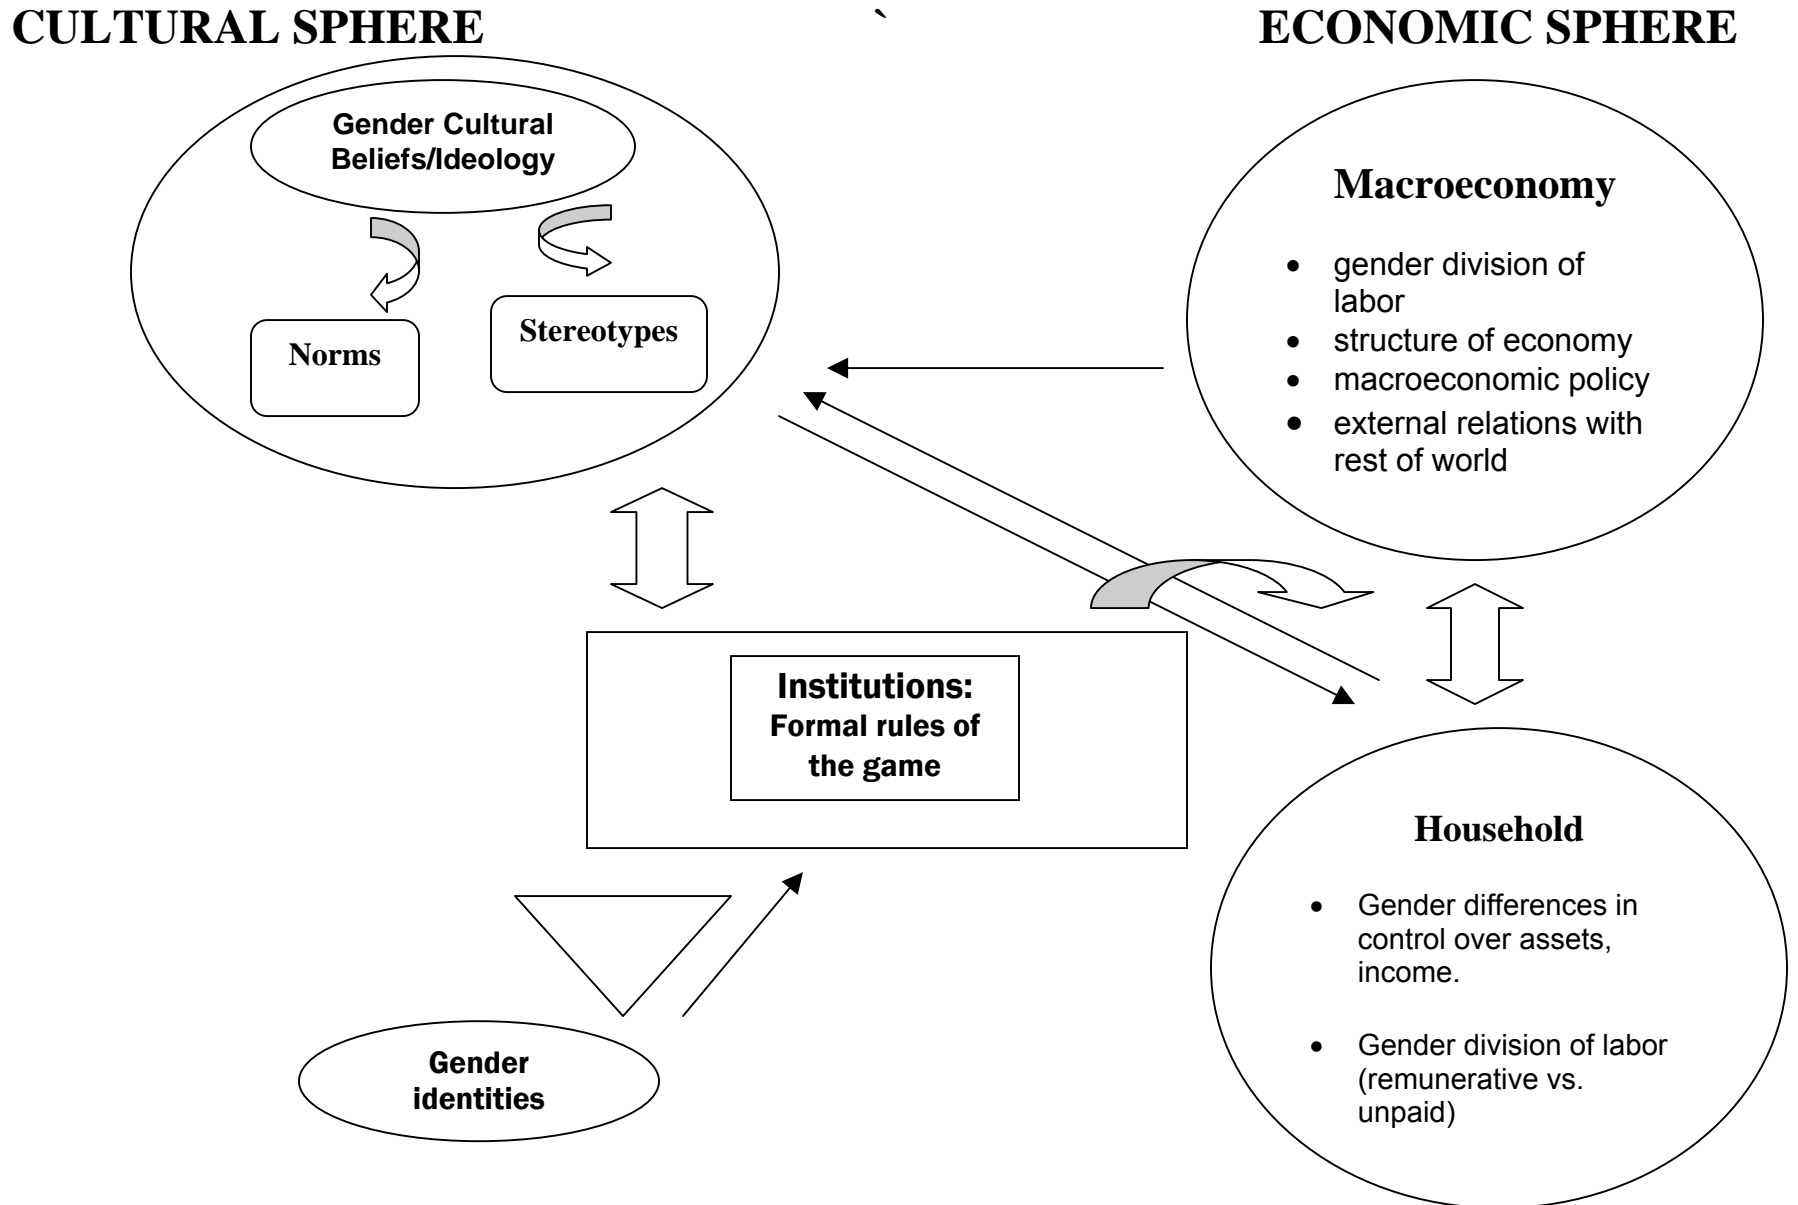 CULTURAL SPHERE
`
ECONOMIC SPHERE
Gender Cultural
Beliefs/Ideology
Norms
Stereotypes
Macroeconomy
• gender division of
labor
• structure of economy
• macroeconomic policy
• external relations with
rest of world
Institutions:
Formal rules of
the game
Gender
identities
Household
• Gender differences in
control over assets,
income.
• Gender division of labor
(remunerative vs.
unpaid)